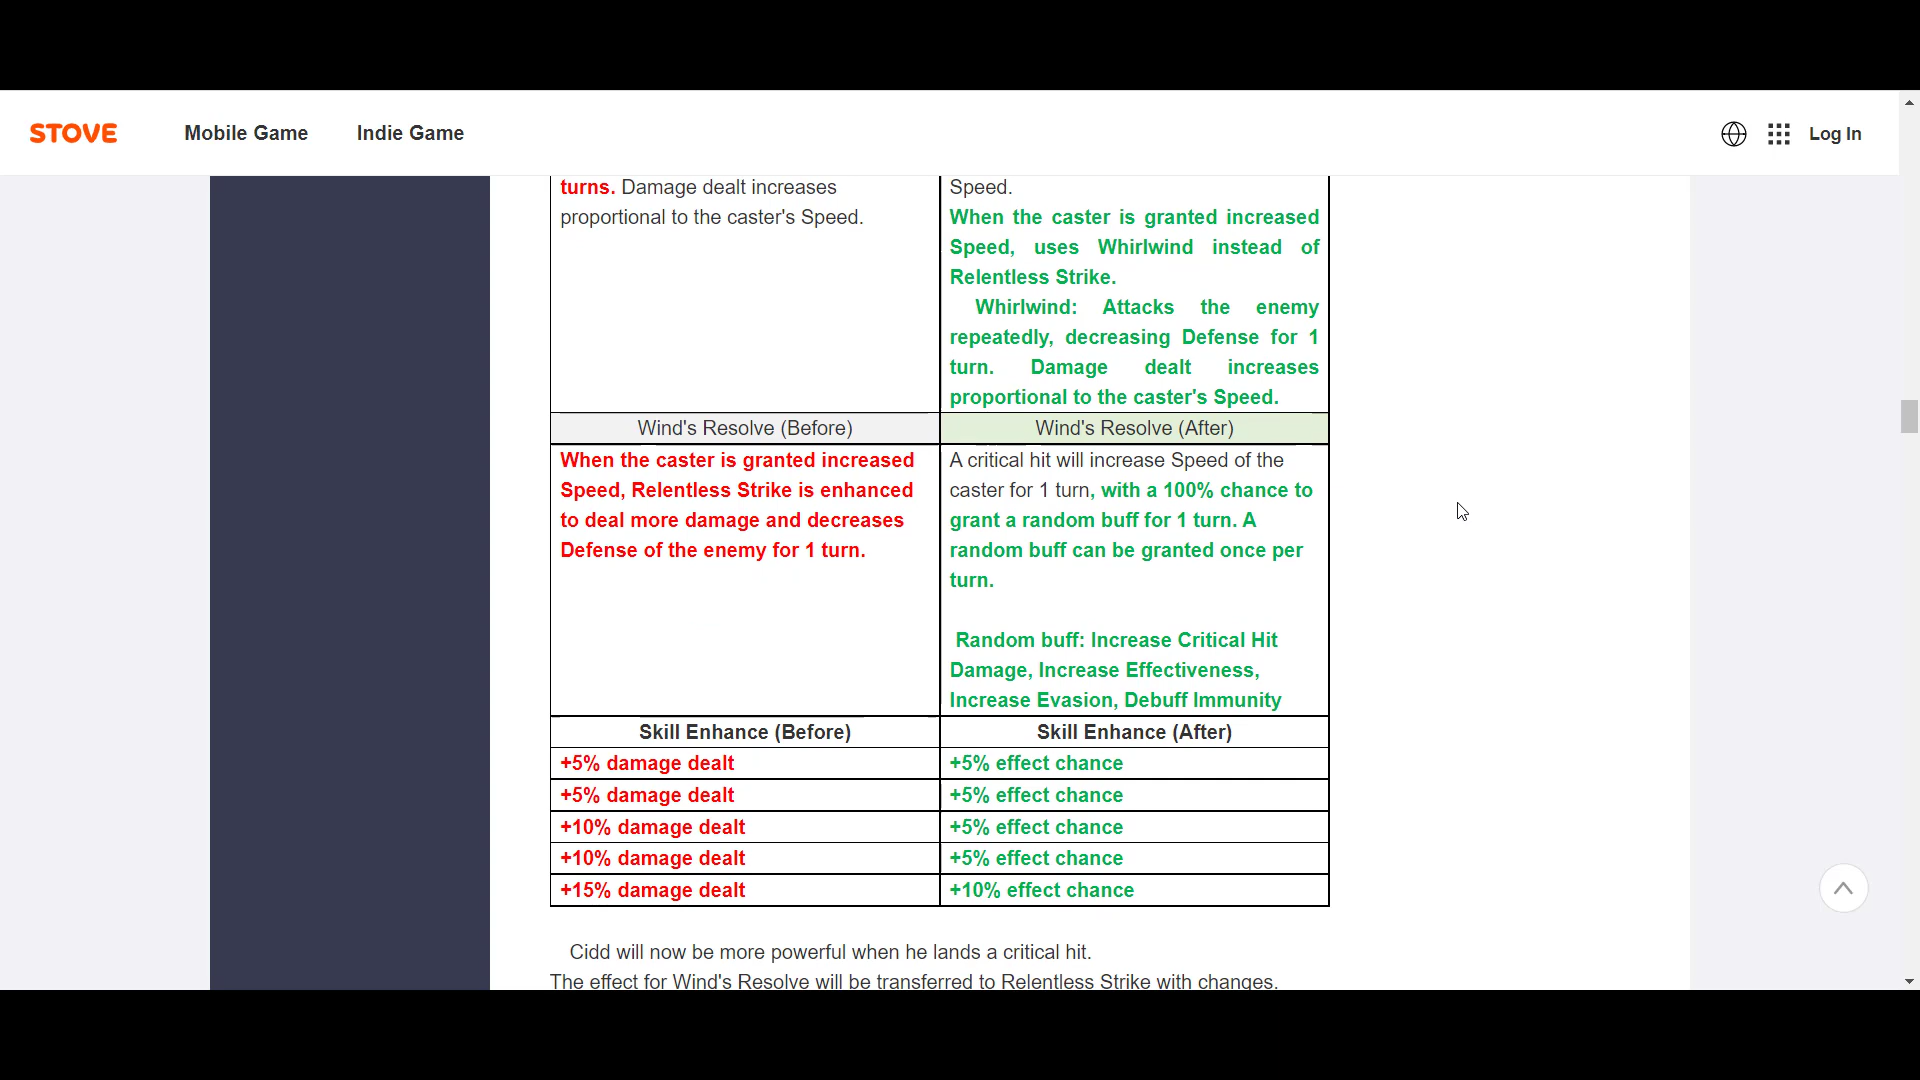 STOVE
Mobile Game
Indie Game
Log In
turns. Damage dealt increases
proportional to the caster's Speed.
Speed.
When the caster is granted increased
Speed, uses Whirlwind instead of
Relentless Strike.
Whirlwind: Attacks the enemy
repeatedly, decreasing Defense for 1
turn. Damage dealt increases
proportional to the caster's Speed.
Wind's Resolve (Before)
Wind's Resolve (After)
When the caster is granted increased
Speed, Relentless Strike is enhanced
to deal more damage and decreases
Defense of the enemy for 1 turn.
A critical hit will increase Speed of the
caster for 1 turn, with a 100% chance to
grant a random buff for 1 turn. A
random buff can be granted once per
turn.
Random buff: Increase Critical Hit
Damage, Increase Effectiveness,
Increase Evasion, Debuff Immunity
Skill Enhance (Before)
Skill Enhance (After)
+5% damage dealt
+5% effect chance
+5% damage dealt
+5% effect chance
+10% damage dealt
+5% effect chance
+10% damage dealt
+5% effect chance
+15% damage dealt
+10% effect chance
Cidd will now be more powerful when he lands a critical hit.
The effect for Wind's Resolve will be transferred to Relentless Strike with changes.